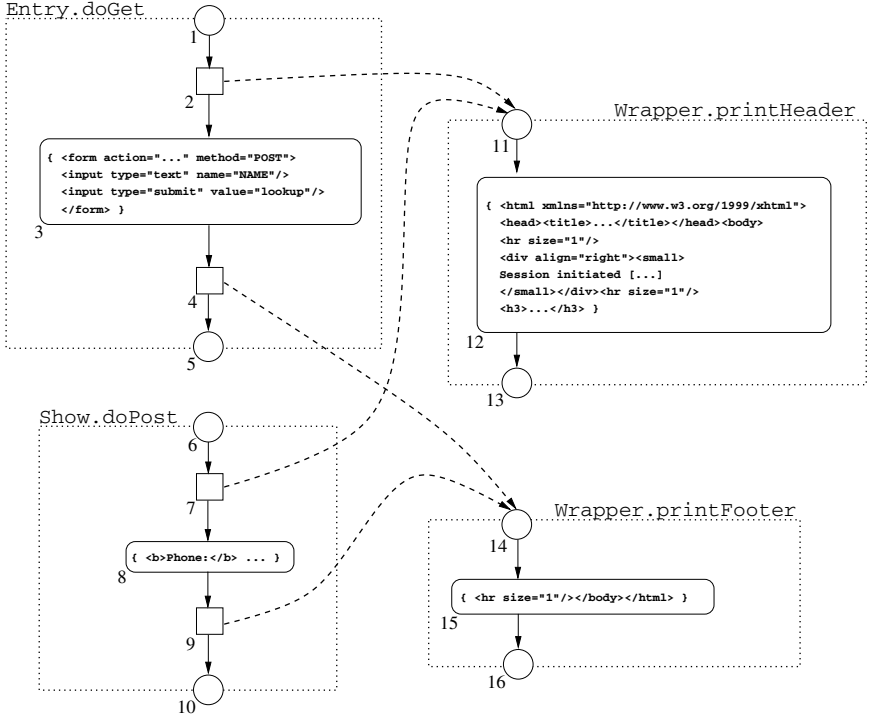 Entry.doGet
1
2
{ <form action="..." method="POST">
<input type="text" name="NAME"/>
<input type="submit" value="lookup"/>
</form> }
3
4
5
Wrapper.printHeader
11
{ <html xmlns="http://www.w3.org/1999/xhtml">
<head><title>...</title></head><body>
<hr size="1"/>
<div align="right"><small>
Session initiated [...]
</small></div><hr size="1"/>
<h3>...</h3> }
12
13
Show.doPost
6
7
{ <b>Phone:</b> ... }
8
9
10
Wrapper.printFooter
14
{ <hr size="1"/></body></html> }
15
16